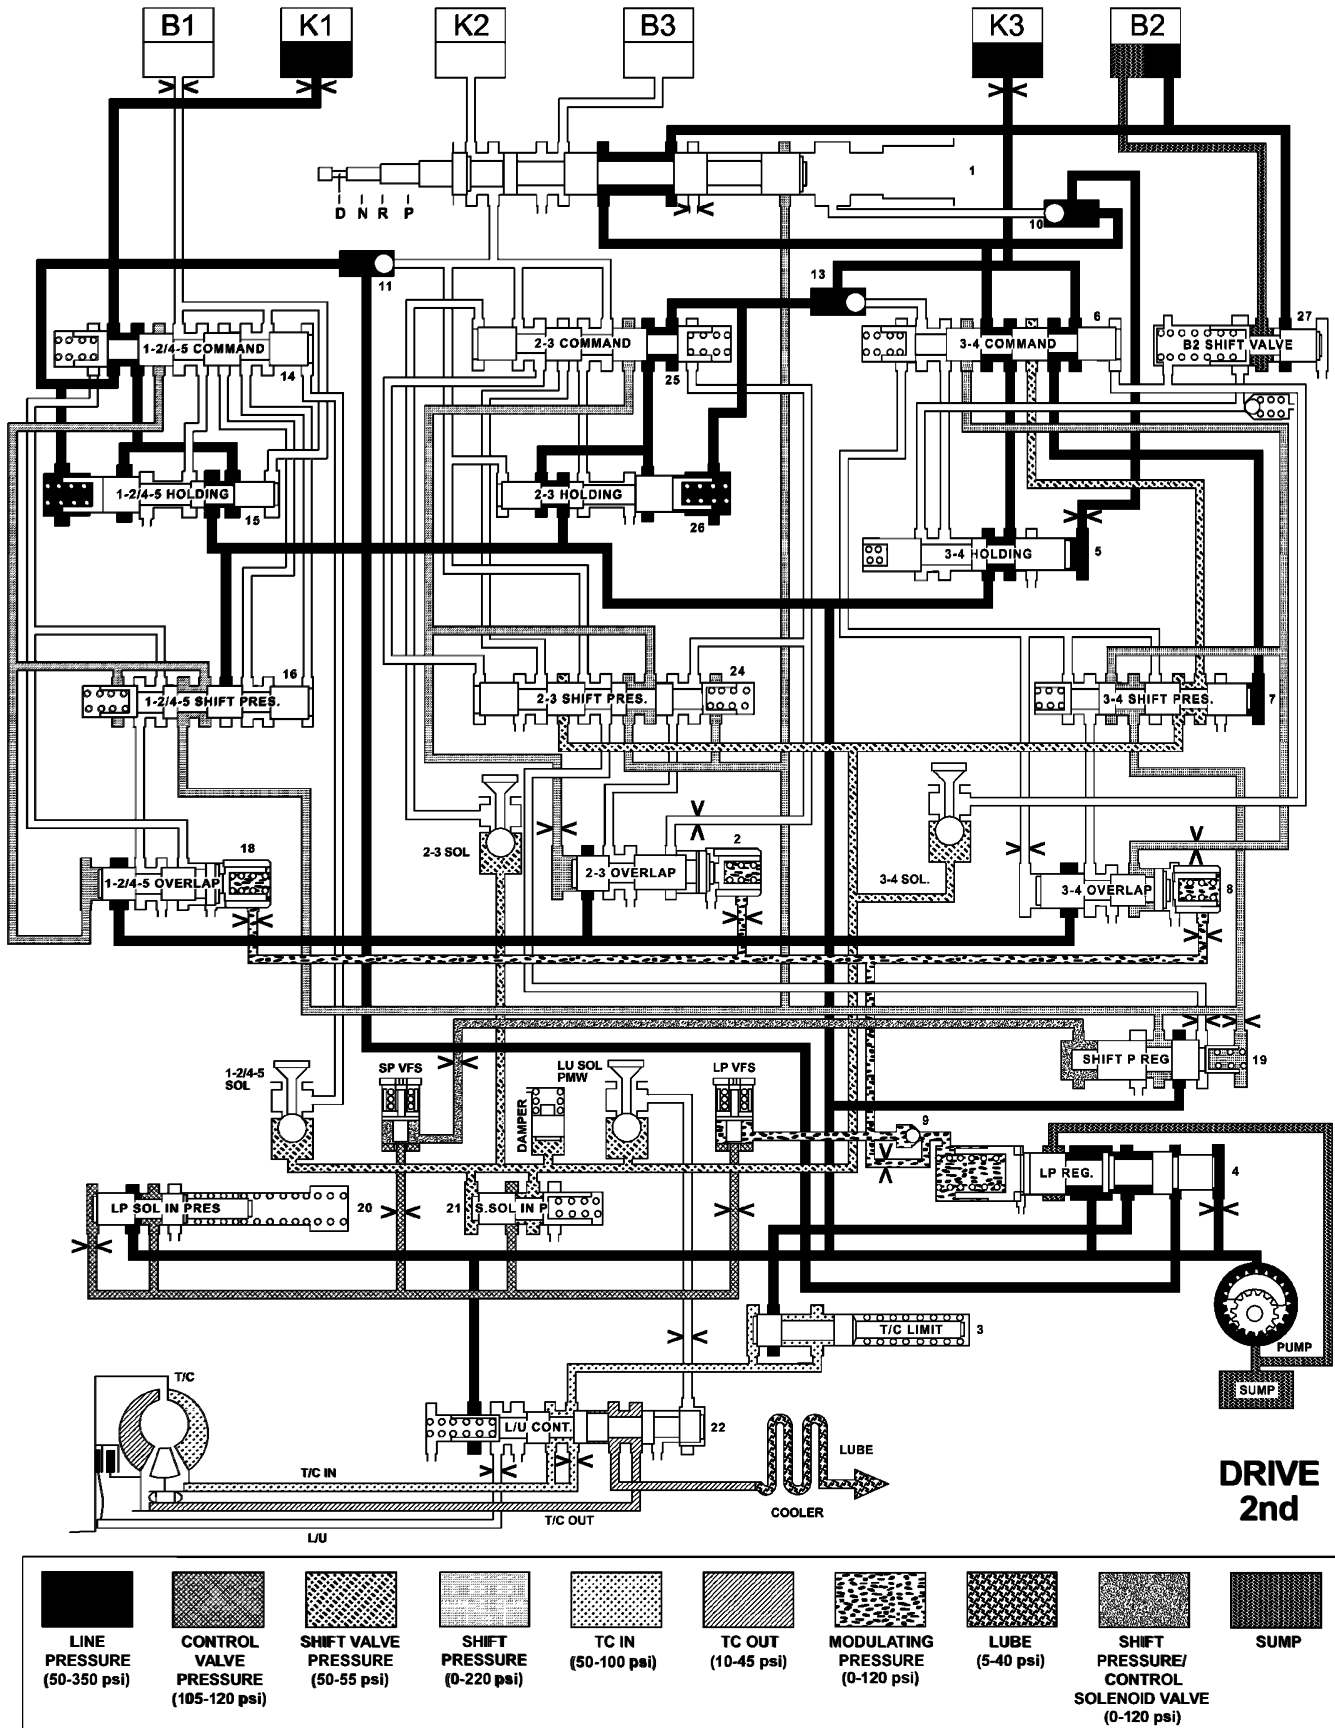 B1
K1
K2
B3
K3
B2
1
D N R P
10
11
13
6
27
1-2/4-5 COMMAND
2-3 COMMAND
3-4 COMMAND
B2 SHIFT VALVE
14
25
1-2/4-5 HOLDING
2-3 HOLDING
15
26
3-4 HOLDING
5
16
24
1-2/4-5 SHIFT PRES.
2-3 SHIFT PRES.
3-4 SHIFT PRES.
7
18
2-3 SOL
2
1-2/4-5 OVERLAP
2-3 OVERLAP
3-4 SOL.
3-4 OVERLAP
8
SHIFT P REG
19
1-2/4-5
SOL
SP VFS
LU SOL
PMW
LP VFS
DAMPER
9
LP REG.
4
LP SOL IN PRES
20
21
S.SOL IN P
T/C LIMIT
3
PUMP
SUMP
T/C
L/U CONT.
22
LUBE
T/C IN
COOLER
T/C OUT
L/U
DRIVE
2nd
LINE
PRESSURE
(50-350 psi)
CONTROL
VALVE
PRESSURE
(105-120 psi)
SHIFT VALVE
PRESSURE
(50-55 psi)
SHIFT
PRESSURE
(0-220 psi)
TC IN
(50-100 psi)
TC OUT
(10-45 psi)
MODULATING
PRESSURE
(0-120 psi)
LUBE
(5-40 psi)
SHIFT
PRESSURE/
CONTROL
SOLENOID VALVE
(0-120 psi)
SUMP